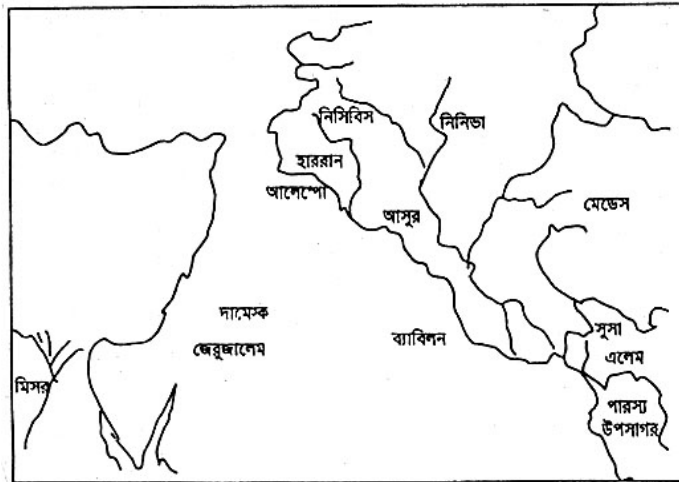 নিসিবিস
নিনিভা
হাররান
আলেপ্পো
আসুর
মেডেস
দামেস্ক
জেরুজালেম
ব্যাবিলন
সুসা
এলেম
মিসর
পারস্য
উপসাগর